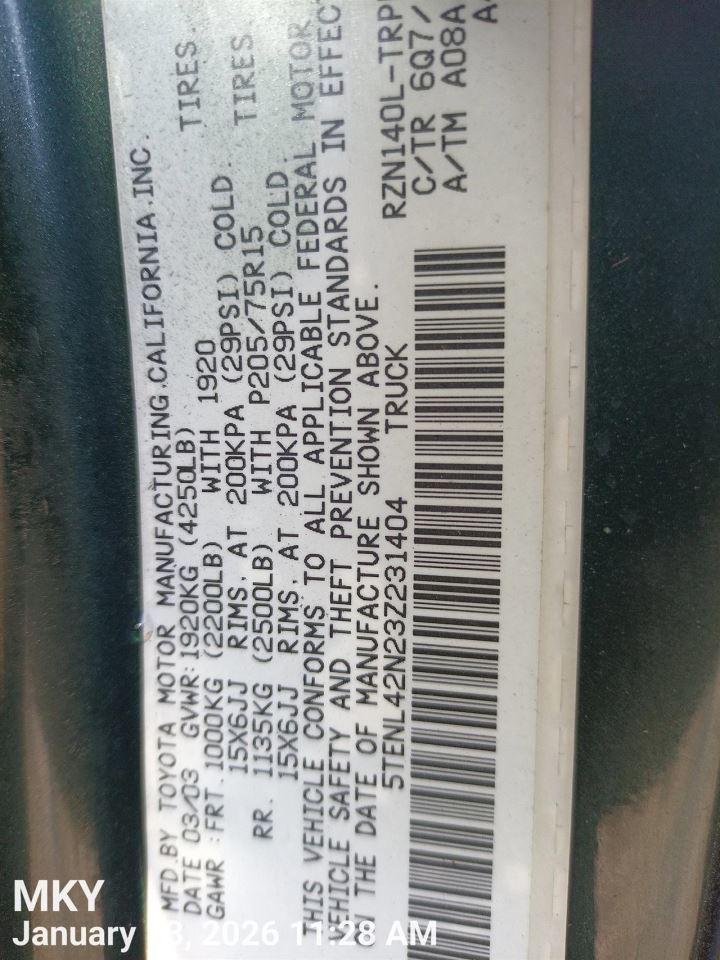 MFD.BY TOYOTA MOTOR MANUFACTURING.CALIFORNIA.INC.
DATE 03/03 GVWR:1920KG (4250LB)
GAWR :FRT.1000KG (2200LB) WITH 1920 TIRES.
15X6JJ RIMS, AT 200KPA (29PSI) COLD.
RR. 1135KG (2500LB) WITH P205/75R15 TIRES.
15X6JJ RIMS, AT 200KPA (29PSI) COLD.
THIS VEHICLE CONFORMS TO ALL APPLICABLE FEDERAL MOTOR
VEHICLE SAFETY AND THEFT PREVENTION STANDARDS IN EFFEC
ON THE DATE OF MANUFACTURE SHOWN ABOVE.
5TENL42N23Z231404 TRUCK
RZN140L-TRP
C/TR 6Q7/
A/TM A08A
MKY
January 2026 11:28 AM